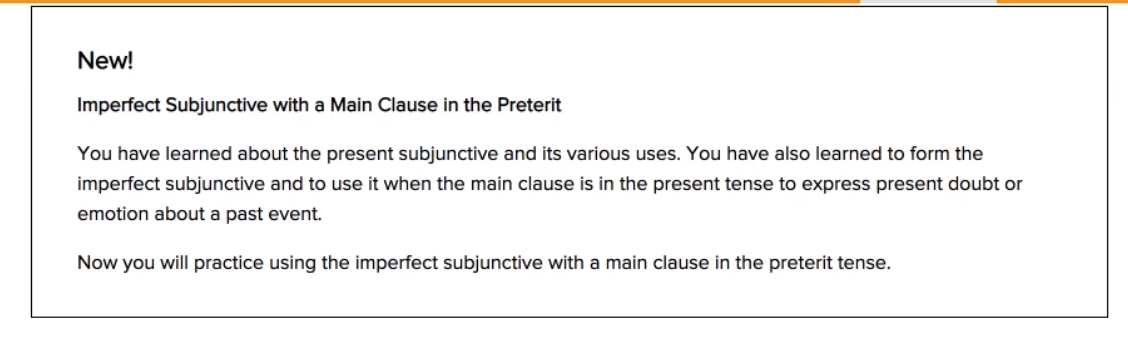 New!
Imperfect Subjunctive with a Main Clause in the Preterit
You have learned about the present subjunctive and its various uses. You have also learned to form the
imperfect subjunctive and to use it when the main clause is in the present tense to express present doubt or
emotion about a past event.
Now you will practice using the imperfect subjunctive with a main clause in the preterit tense.